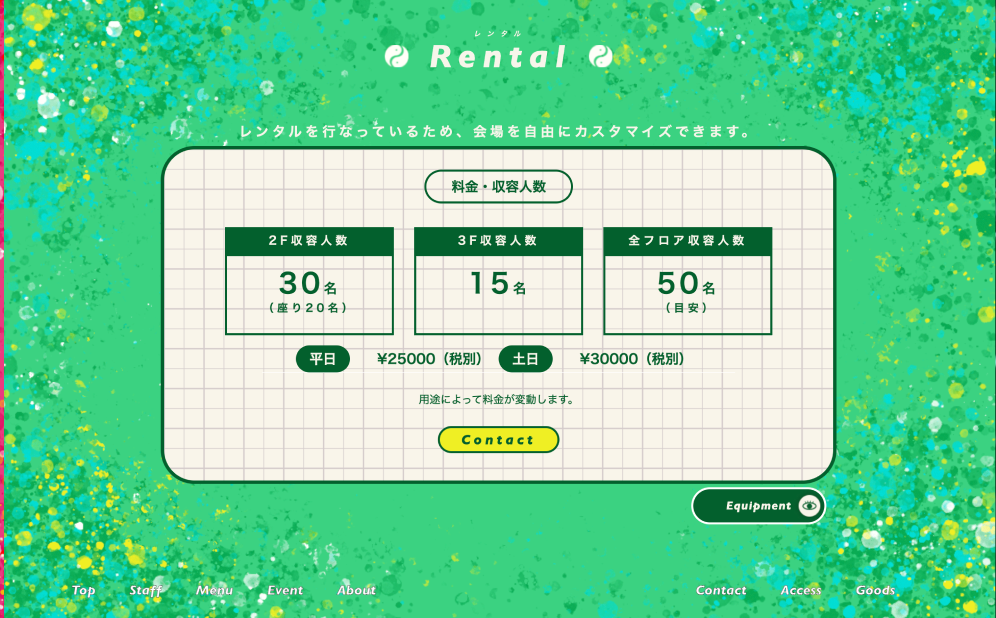 レンタル
Rental
レンタルを行なっているため、会場を自由にカスタマイズできます。
料金・収容人数
2F収容人数
30名
(座り20名)
3F収容人数
15名
全フロア収容人数
50名
(目安)
平日 ¥25000（税別） 土日 ¥30000（税別）
用途によって料金が変動します。
Contact
Equipment
Top Staff Menu Event About Contact Access Goods